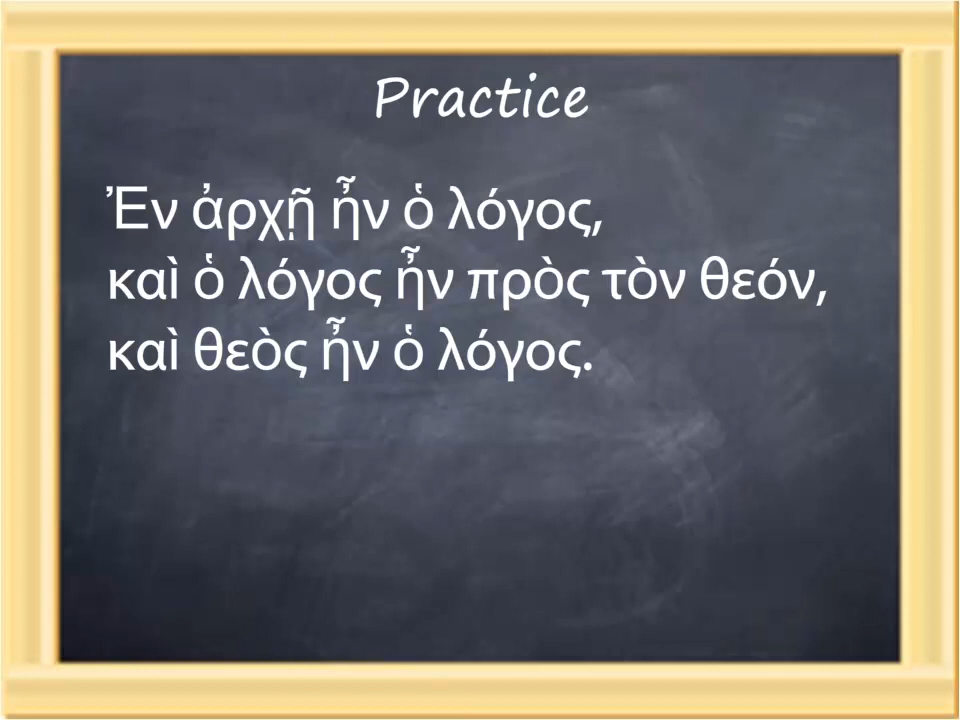 Practice
Ἐν ἀρχῇ ἦν ὁ λόγος,
καὶ ὁ λόγος ἦν πρὸς τὸν θεόν,
καὶ θεὸς ἦν ὁ λόγος.